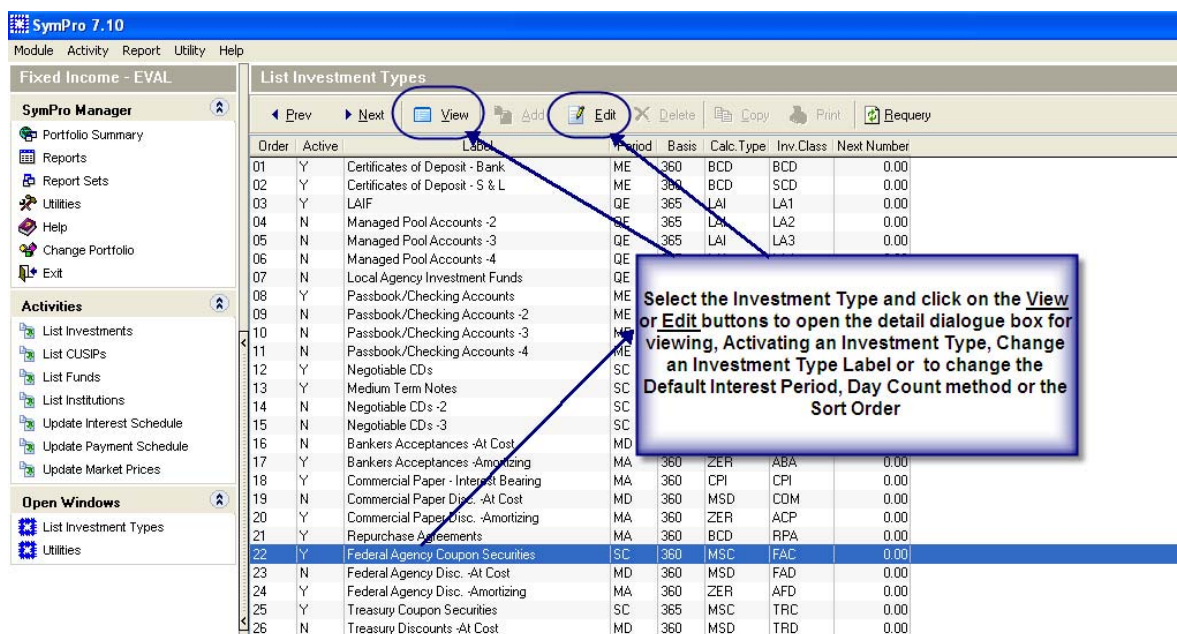 SymPro 7.10
Module Activity Report Utility Help
Fixed Income - EVAL
List Investment Types
SymPro Manager
Portfolio Summary
Reports
Report Sets
Utilities
Help
Change Portfolio
Exit
Activities
List Investments
List CUSIPs
List Funds
List Institutions
Update Interest Schedule
Update Payment Schedule
Update Market Prices
Open Windows
List Investment Types
Utilities
Prev Next View Add Edit Delete Copy Print Requery
Order Active Label Period Basis Calc.Type Inv.Class Next Number
01 Y Certificates of Deposit - Bank ME 360 BCD BCD 0.00
02 Y Certificates of Deposit - S & L ME 360 BCD SCD 0.00
03 Y LAIF QE 365 LAI LA1 0.00
04 N Managed Pool Accounts -2 QE 365 LAI LA2 0.00
05 N Managed Pool Accounts -3 QE 365 LAI LA3 0.00
06 N Managed Pool Accounts -4 QE
07 N Local Agency Investment Funds QE
08 Y Passbook/Checking Accounts ME
09 N Passbook/Checking Accounts -2 ME
10 N Passbook/Checking Accounts -3 ME
11 N Passbook/Checking Accounts -4 ME
12 Y Negotiable CDs SC
13 Y Medium Term Notes SC
14 N Negotiable CDs -2 SC
15 N Negotiable CDs -3 SC
16 N Bankers Acceptances -At Cost MD
17 Y Bankers Acceptances -Amortizing MA 360 ZER ABA 0.00
18 Y Commercial Paper - Interest Bearing MA 360 CPI CPI 0.00
19 N Commercial Paper Disc. -At Cost MD 360 MSD COM 0.00
20 Y Commercial Paper Disc. -Amortizing MA 360 ZER ACP 0.00
21 Y Repurchase Agreements MA 360 BCD RPA 0.00
22 Y Federal Agency Coupon Securities SC 360 MSC FAC 0.00
23 N Federal Agency Disc. -At Cost MD 360 MSD FAD 0.00
24 Y Federal Agency Disc. -Amortizing MA 360 ZER AFD 0.00
25 Y Treasury Coupon Securities SC 365 MSC TRC 0.00
26 N Treasury Discounts -At Cost MD 360 MSD TRD 0.00
Select the Investment Type and click on the View
or Edit buttons to open the detail dialogue box for
viewing, Activating an Investment Type, Change
an Investment Type Label or to change the
Default Interest Period, Day Count method or the
Sort Order